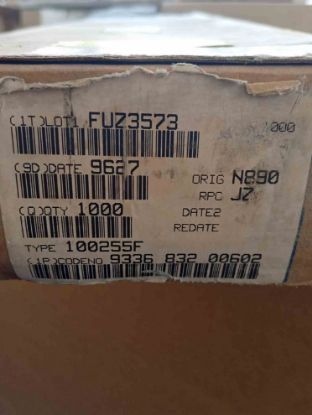 (1T)LOT1 FUZ3573 1000
(9D)DATE 9627 ORIG N890
RPC JZ
(Q)QTY 1000 DATE2
REDATE
TYPE 100255F
(1P)CODENO 9336 832 00602